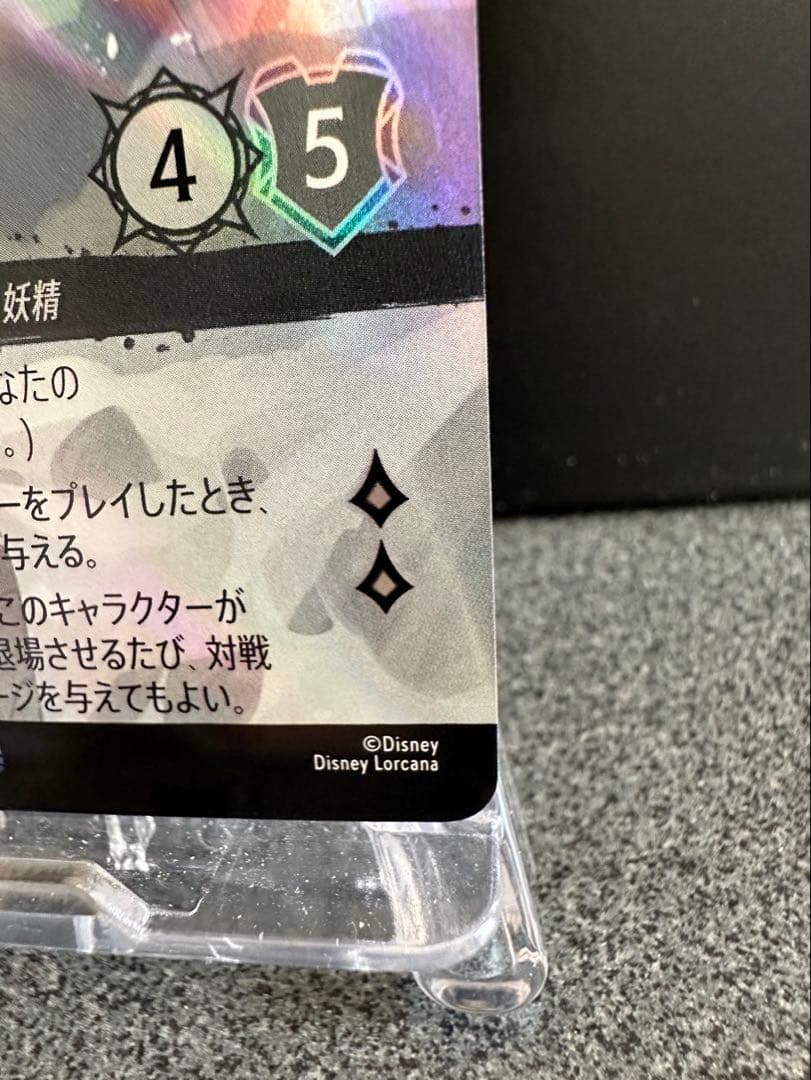 4 5
妖精
なたの
。)
ーをプレイしたとき、
与える。
このキャラクターが
退場させるたび、対戦
ージを与えてもよい。
©Disney
Disney Lorcana